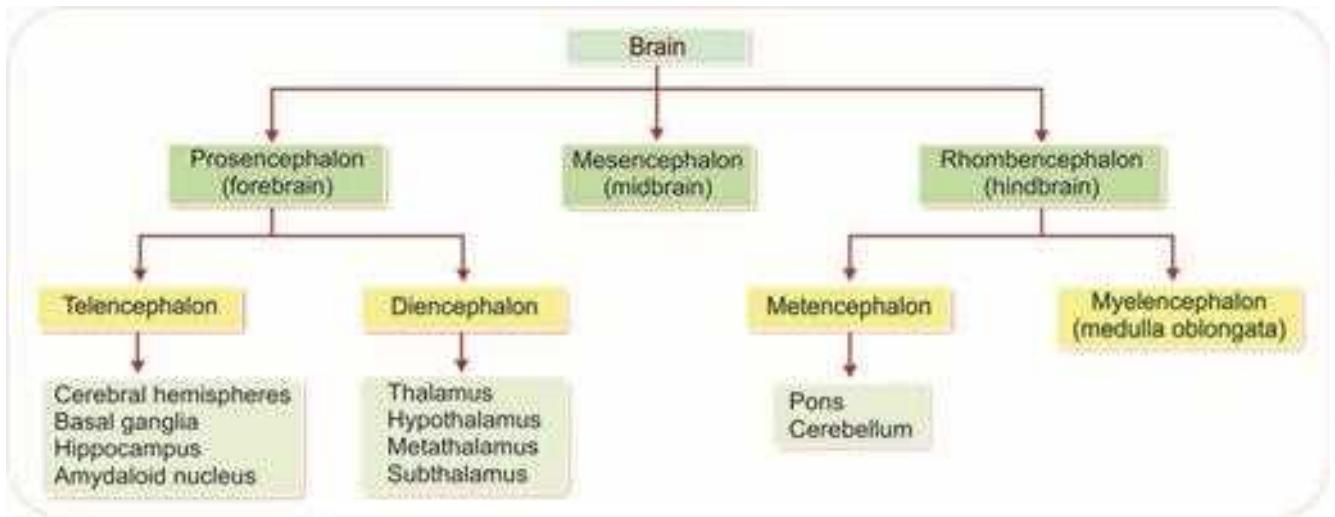 Brain
Prosencephalon
(forebrain)
Mesencephalon
(midbrain)
Rhombencephalon
(hindbrain)
Telencephalon
Diencephalon
Metencephalon
Myelencephalon
(medulla oblongata)
Cerebral hemispheres
Basal ganglia
Hippocampus
Amydaloid nucleus
Thalamus
Hypothalamus
Metathalamus
Subthalamus
Pons
Cerebellum